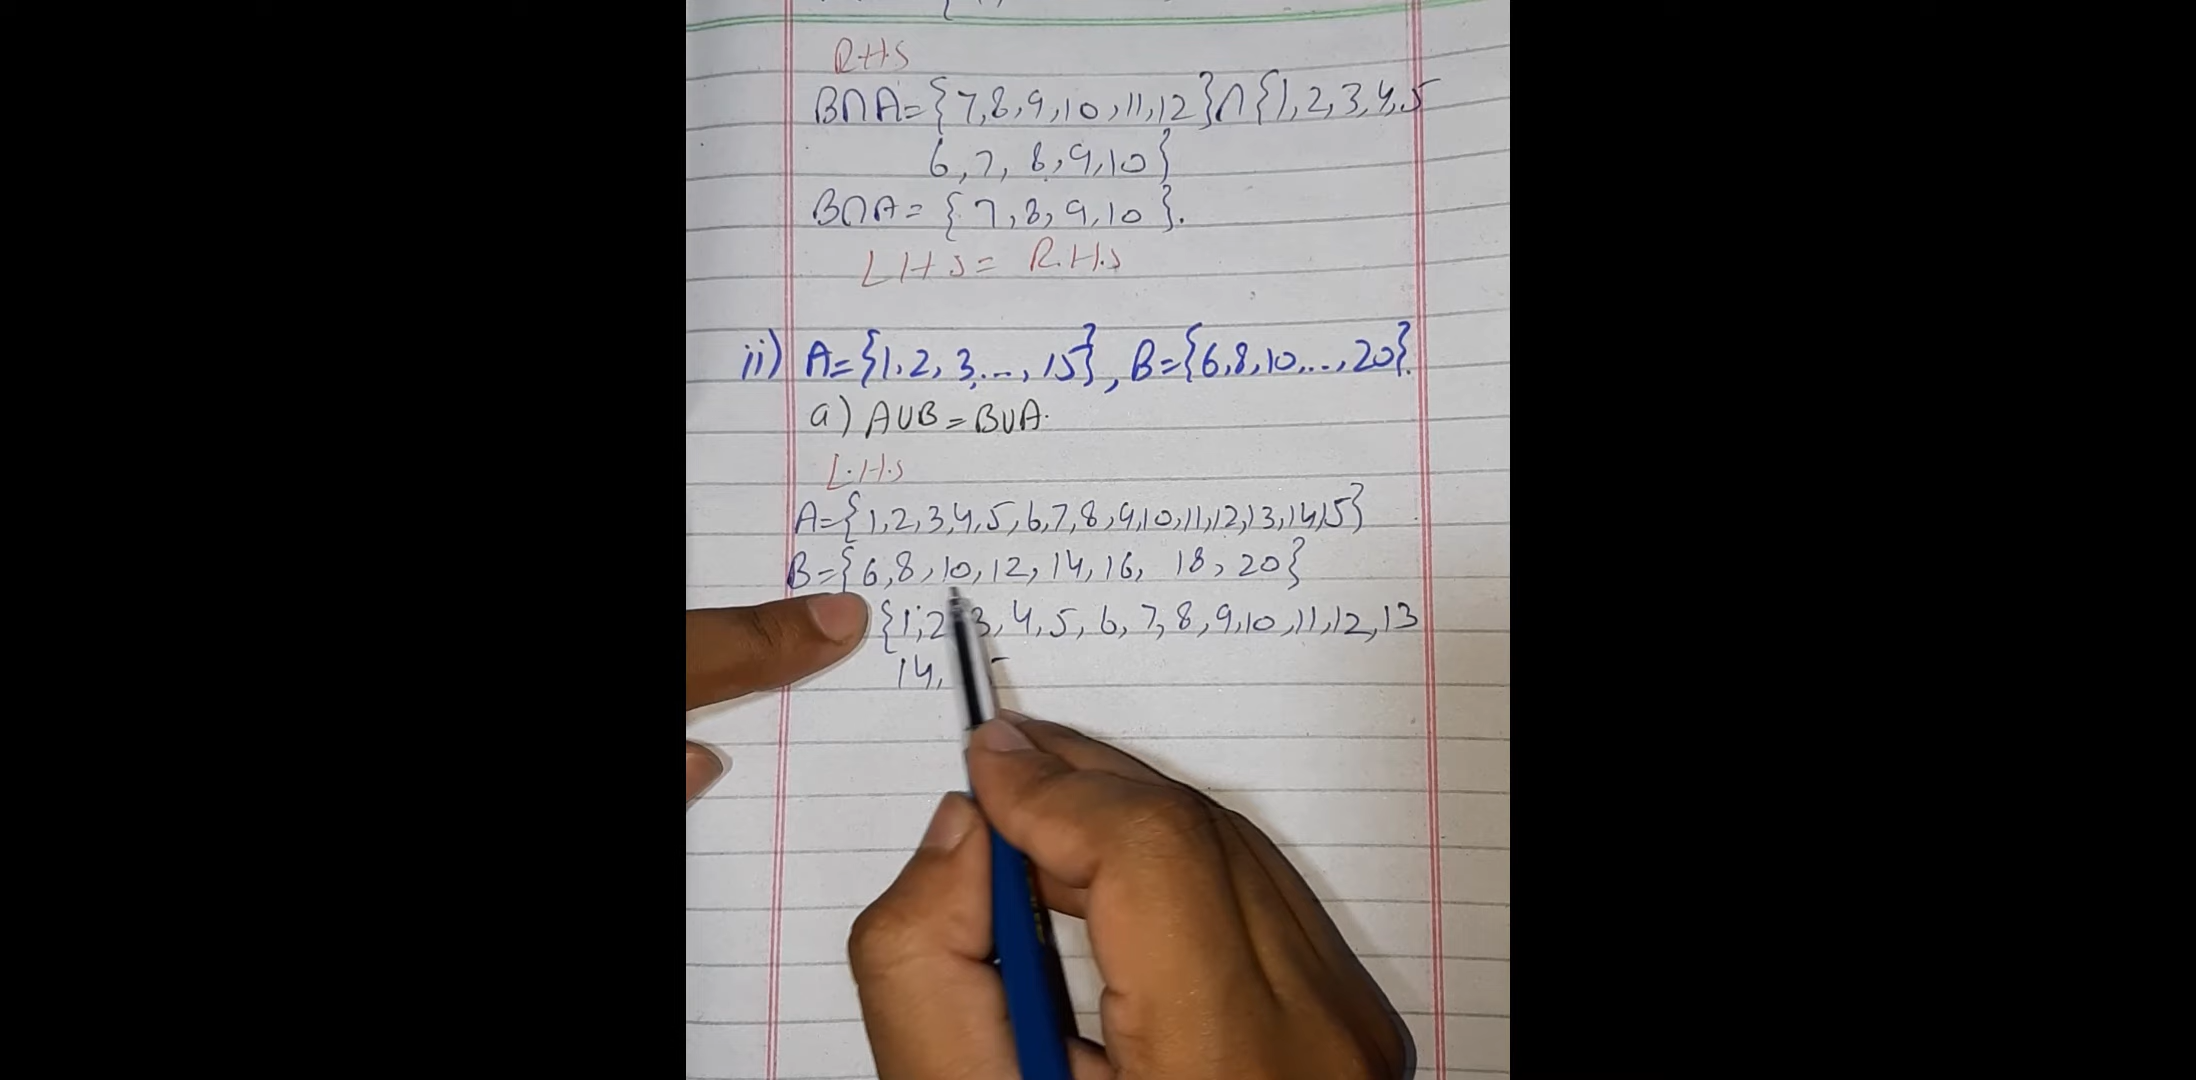 R.H.S
B∩A={7,8,9,10,11,12}∩{1,2,3,4,5
6,7,8,9,10}
B∩A={7,8,9,10}.
LHS= R.H.S
ii) A={1,2,3,...,15}, B={6,8,10,...,20}.
a) A∪B=B∪A.
L.H.S
A={1,2,3,4,5,6,7,8,9,10,11,12,13,14,15}
B={6,8,10,12,14,16,18,20}
{1,2 3,4,5,6,7,8,9,10,11,12,13
14,